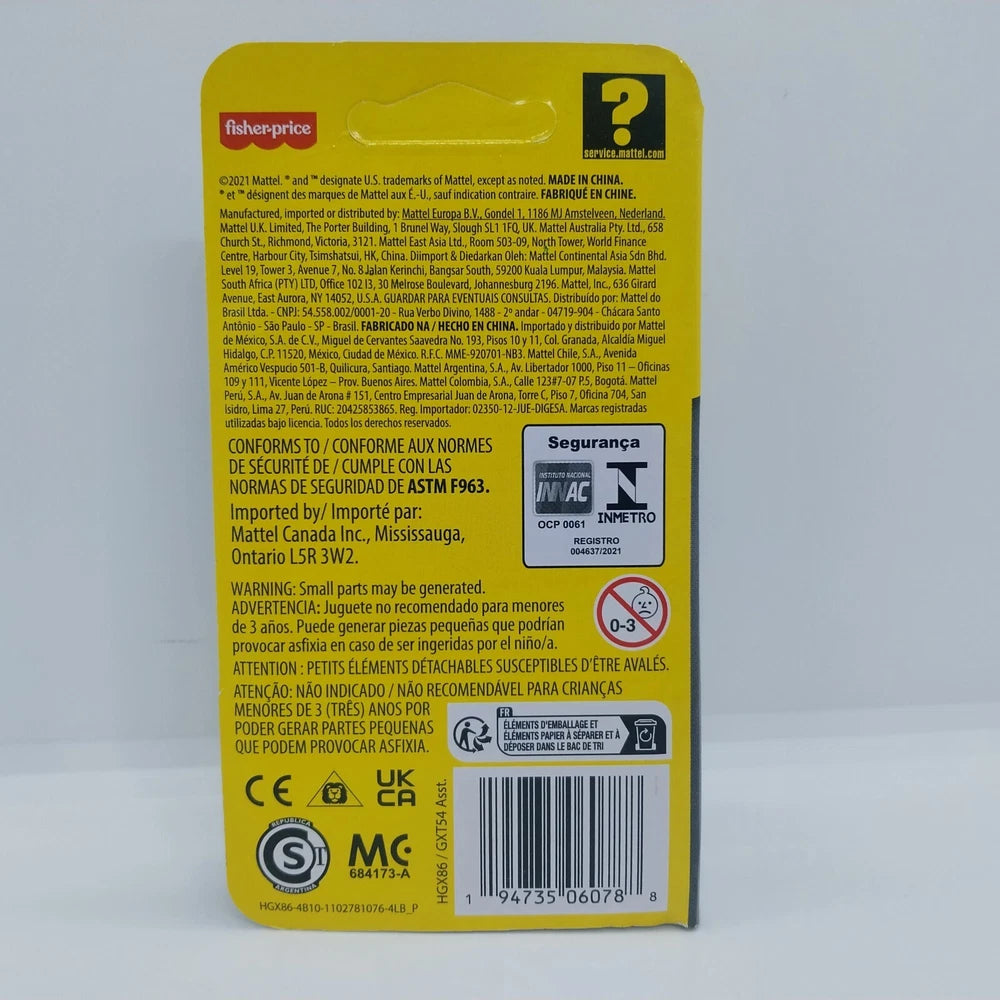 fisher-price
?
service.mattel.com
©2021 Mattel. ® and ™ designate U.S. trademarks of Mattel, except as noted. MADE IN CHINA.
® et ™ désignent des marques de Mattel aux É.-U., sauf indication contraire. FABRIQUÉ EN CHINE.
Manufactured, imported or distributed by: Mattel Europa B.V., Gondel 1, 1186 MJ Amstelveen, Nederland.
Mattel U.K. Limited, The Porter Building, 1 Brunel Way, Slough SL1 1FQ, UK. Mattel Australia Pty. Ltd., 658
Church St., Richmond, Victoria, 3121. Mattel East Asia Ltd., Room 503-09, North Tower, World Finance
Centre, Harbour City, Tsimshatsui, HK, China. Diimport & Diedarkan Oleh: Mattel Continental Asia Sdn Bhd.
Level 19, Tower 3, Avenue 7, No. 8 Jalan Kerinchi, Bangsar South, 59200 Kuala Lumpur, Malaysia. Mattel
South Africa (PTY) LTD, Office 102 I3, 30 Melrose Boulevard, Johannesburg 2196. Mattel, Inc., 636 Girard
Avenue, East Aurora, NY 14052, U.S.A. GUARDAR PARA EVENTUAIS CONSULTAS. Distribuído por: Mattel do
Brasil Ltda. - CNPJ: 54.558.002/0001-20 - Rua Verbo Divino, 1488 - 2º andar - 04719-904 - Chácara Santo
Antônio - São Paulo - SP - Brasil. FABRICADO NA / HECHO EN CHINA. Importado y distribuido por Mattel
de México, S.A. de C.V., Miguel de Cervantes Saavedra No. 193, Pisos 10 y 11, Col. Granada, Alcaldía Miguel
Hidalgo, C.P. 11520, México, Ciudad de México. R.F.C. MME-920701-NB3. Mattel Chile, S.A., Avenida
Américo Vespucio 501-B, Quilicura, Santiago. Mattel Argentina, S.A., Av. Libertador 1000, Piso 11 – Oficinas
109 y 111, Vicente López – Prov. Buenos Aires. Mattel Colombia, S.A., Calle 123#7-07 P.5, Bogotá. Mattel
Perú, S.A., Av. Juan de Arona # 151, Centro Empresarial Juan de Arona, Torre C, Piso 7, Oficina 704, San
Isidro, Lima 27, Perú. RUC: 20425853865. Reg. Importador: 02350-12-JUE-DIGESA. Marcas registradas
utilizadas bajo licencia. Todos los derechos reservados.
CONFORMS TO / CONFORME AUX NORMES
DE SÉCURITÉ DE / CUMPLE CON LAS
NORMAS DE SEGURIDAD DE ASTM F963.
Imported by/ Importé par:
Mattel Canada Inc., Mississauga,
Ontario L5R 3W2.
Segurança
INSTITUTO NACIONAL
INNAC
OCP 0061
INMETRO
REGISTRO
004637/2021
WARNING: Small parts may be generated.
ADVERTENCIA: Juguete no recomendado para menores
de 3 años. Puede generar piezas pequeñas que podrían
provocar asfixia en caso de ser ingeridas por el niño/a.
0-3
ATTENTION : PETITS ÉLÉMENTS DÉTACHABLES SUSCEPTIBLES D'ÊTRE AVALÉS.
ATENÇÃO: NÃO INDICADO / NÃO RECOMENDÁVEL PARA CRIANÇAS
MENORES DE 3 (TRÊS) ANOS POR
PODER GERAR PARTES PEQUENAS
QUE PODEM PROVOCAR ASFIXIA.
FR
ÉLÉMENTS D'EMBALLAGE ET
ÉLÉMENTS PAPIER À SÉPARER ET À
DÉPOSER DANS LE BAC DE TRI
CE
UK
CA
REPUBLICA
S T
ARGENTINA
MC
684173-A
HGX86 / GXT54 Asst.
1 94735 06078 8
HGX86-4B10-1102781076-4LB_P